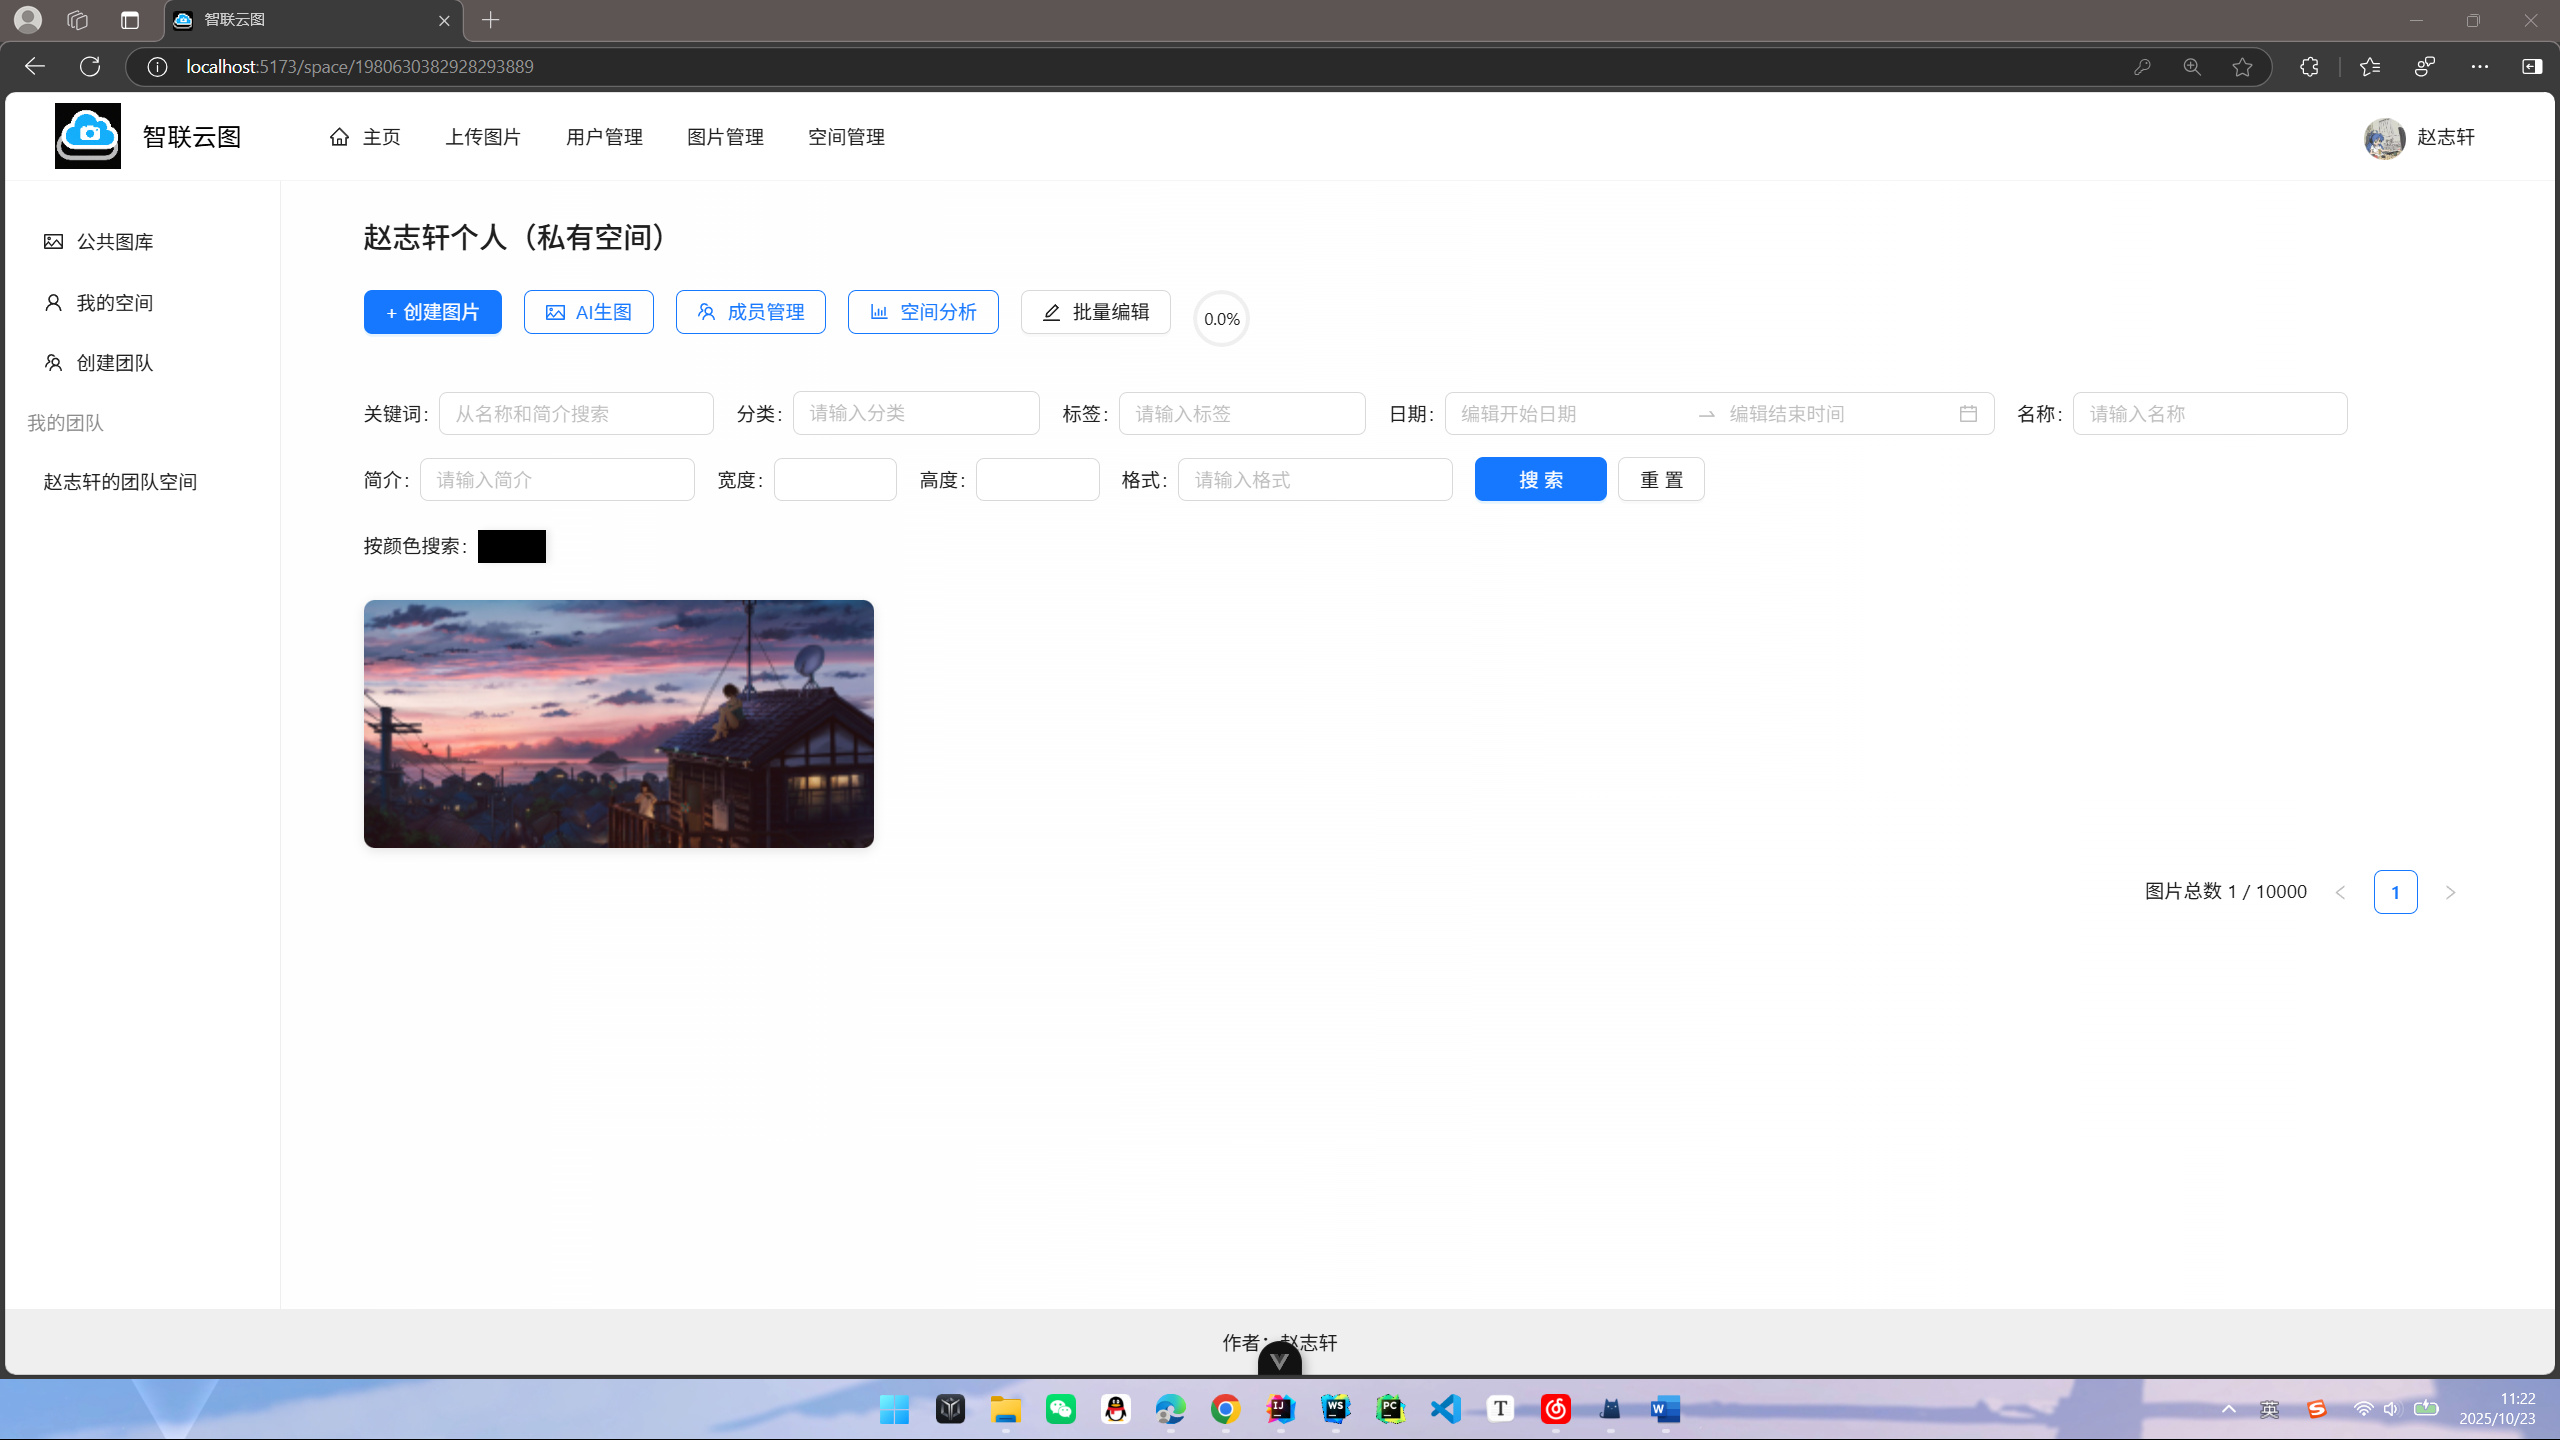 智联云图
localhost:5173/space/1980630382928293889
智联云图 主页 上传图片 用户管理 图片管理 空间管理 赵志轩
公共图库
我的空间
创建团队
我的团队
赵志轩的团队空间
赵志轩个人（私有空间）
+ 创建图片 AI生图 成员管理 空间分析 批量编辑 0.0%
关键词: 从名称和简介搜索 分类: 请输入分类 标签: 请输入标签 日期: 编辑开始日期 编辑结束时间 名称: 请输入名称
简介: 请输入简介 宽度: 高度: 格式: 请输入格式 搜 索 重 置
按颜色搜索:
图片总数 1 / 10000 1
作者：赵志轩
IJ WS PC T W 英 S 11:22
2025/10/23